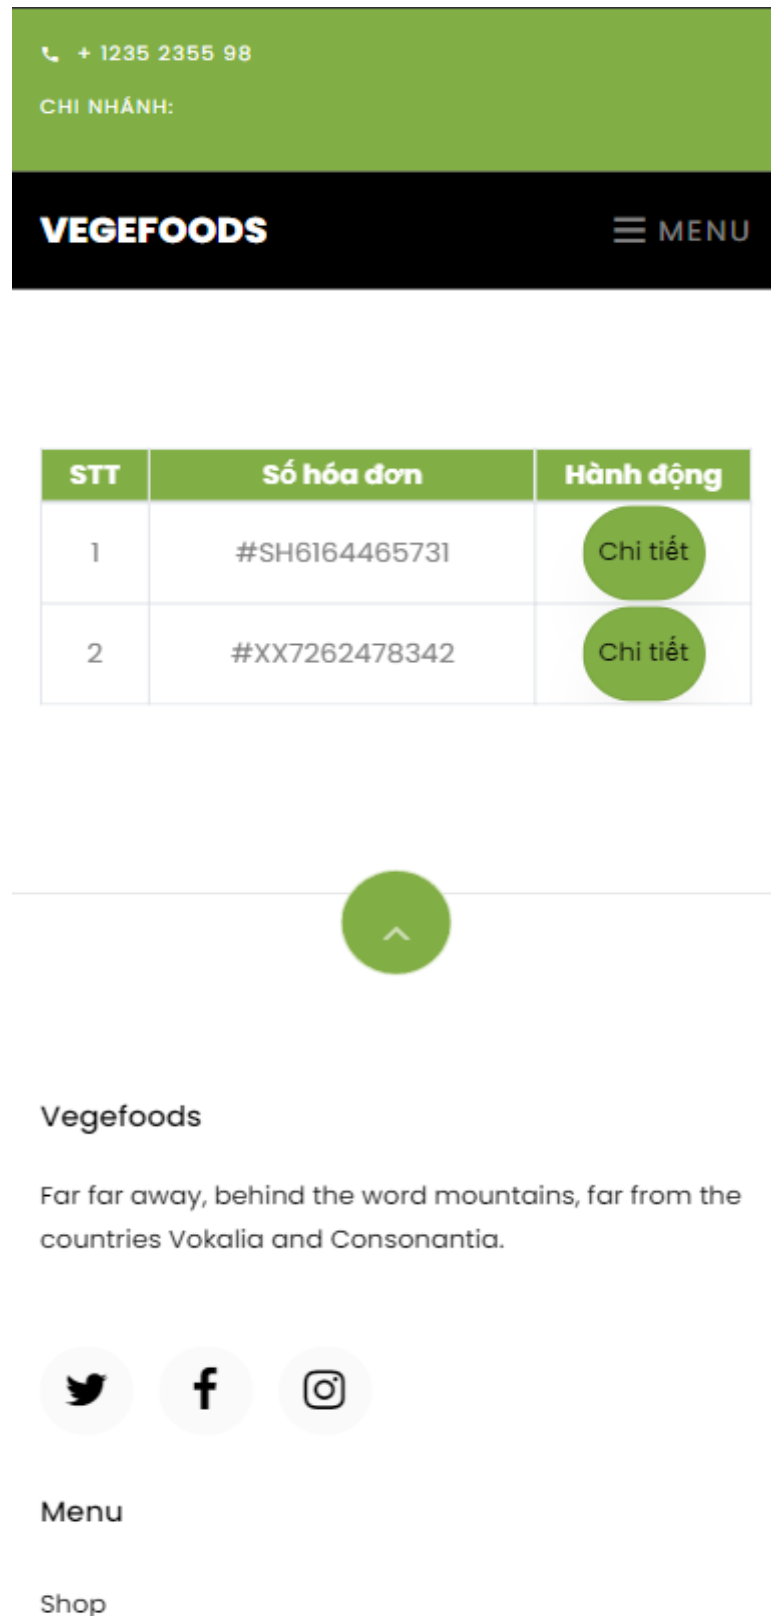 + 1235 2355 98
CHI NHÁNH:
VEGEFOODS MENU
STT Số hóa đơn Hành động
1 #SH6164465731 Chi tiết
2 #XX7262478342 Chi tiết
Vegefoods
Far far away, behind the word mountains, far from the
countries Vokalia and Consonantia.
Menu
Shop